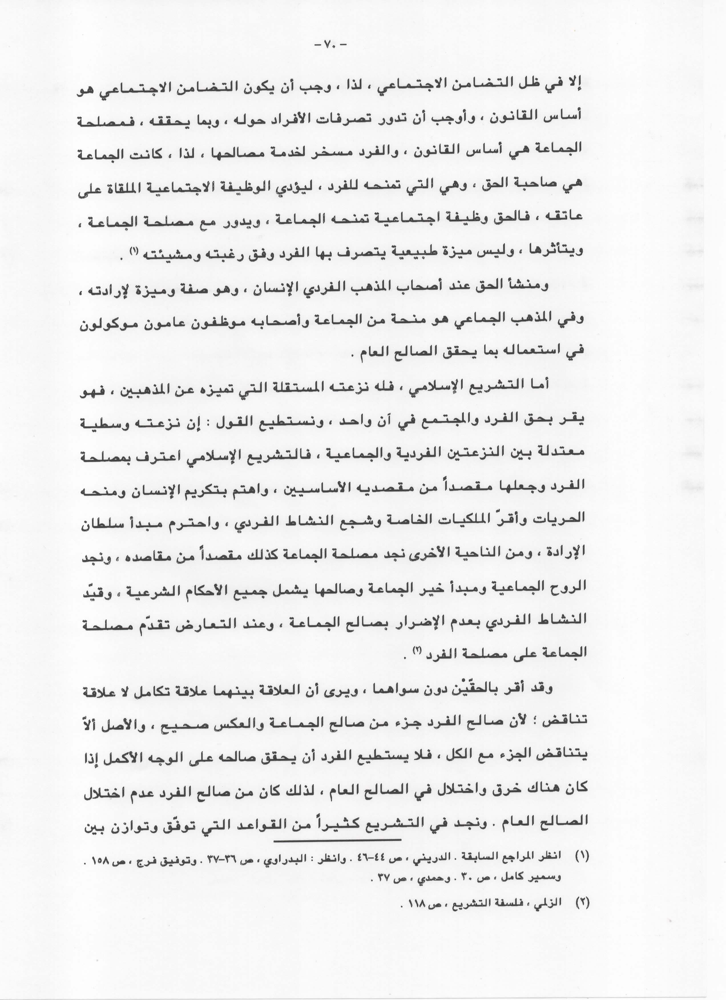 - ٧٠ -
إلا في ظل التضامن الاجتماعي ، لذا ، وجب أن يكون التضامن الاجتماعي هو
أساس القانون ، وأوجب أن تدور تصرفات الأفراد حوله ، وبما يحققه ، فمصلحة
الجماعة هي أساس القانون ، والفرد مسخر لخدمة مصالحها ، لذا ، كانت الجماعة
هي صاحبة الحق ، وهي التي تمنحه للفرد ، ليؤدي الوظيفة الاجتماعية الملقاة على
عاتقه ، فالحق وظيفة اجتماعية تمنحه الجماعة ، ويدور مع مصلحة الجماعة ،
ويتأثرها ، وليس ميزة طبيعية يتصرف بها الفرد وفق رغبته ومشيئته (١) .
ومنشأ الحق عند أصحاب المذهب الفردي الإنسان ، وهو صفة وميزة لإرادته ،
وفي المذهب الجماعي هو منحة من الجماعة وأصحابه موظفون عامون موكولون
في استعماله بما يحقق الصالح العام .
أما التشريع الإسلامي ، فله نزعته المستقلة التي تميزه عن المذهبين ، فهو
يقر بحق الفرد والمجتمع في آن واحد ، ونستطيع القول : إن نزعته وسطية
معتدلة بين النزعتين الفردية والجماعية ، فالتشريع الإسلامي اعترف بمصلحة
الفرد وجعلها مقصداً من مقصديه الأساسيين ، واهتم بتكريم الإنسان ومنحه
الحريات وأقرّ الملكيات الخاصة وشجع النشاط الفردي ، واحترم مبدأ سلطان
الإرادة ، ومن الناحية الأخرى نجد مصلحة الجماعة كذلك مقصداً من مقاصده ، ونجد
الروح الجماعية ومبدأ خير الجماعة وصالحها يشمل جميع الأحكام الشرعية ، وقيّد
النشاط الفردي بعدم الإضرار بصالح الجماعة ، وعند التعارض تقدّم مصلحة
الجماعة على مصلحة الفرد (٢) .
وقد أقر بالحقّيْن دون سواهما ، ويرى أن العلاقة بينهما علاقة تكامل لا علاقة
تناقض ؛ لأن صالح الفرد جزء من صالح الجماعة والعكس صحيح ، والأصل ألاّ
يتناقض الجزء مع الكل ، فلا يستطيع الفرد أن يحقق صالحه على الوجه الأكمل إذا
كان هناك خرق واختلال في الصالح العام ، لذلك كان من صالح الفرد عدم اختلال
الصالح العام . ونجد في التشريع كثيراً من القواعد التي توفّق وتوازن بين
(١) انظر المراجع السابقة . الدريني ، ص ٤٤-٤٦ . وانظر : البدراوي ، ص ٣٦-٣٧ . وتوفيق فرج ، ص ١٥٨ .
وسمير كامل ، ص ٣٠ . وحمدي ، ص ٣٧ .
(٢) الزلمي ، فلسفة التشريع ، ص ١١٨ .